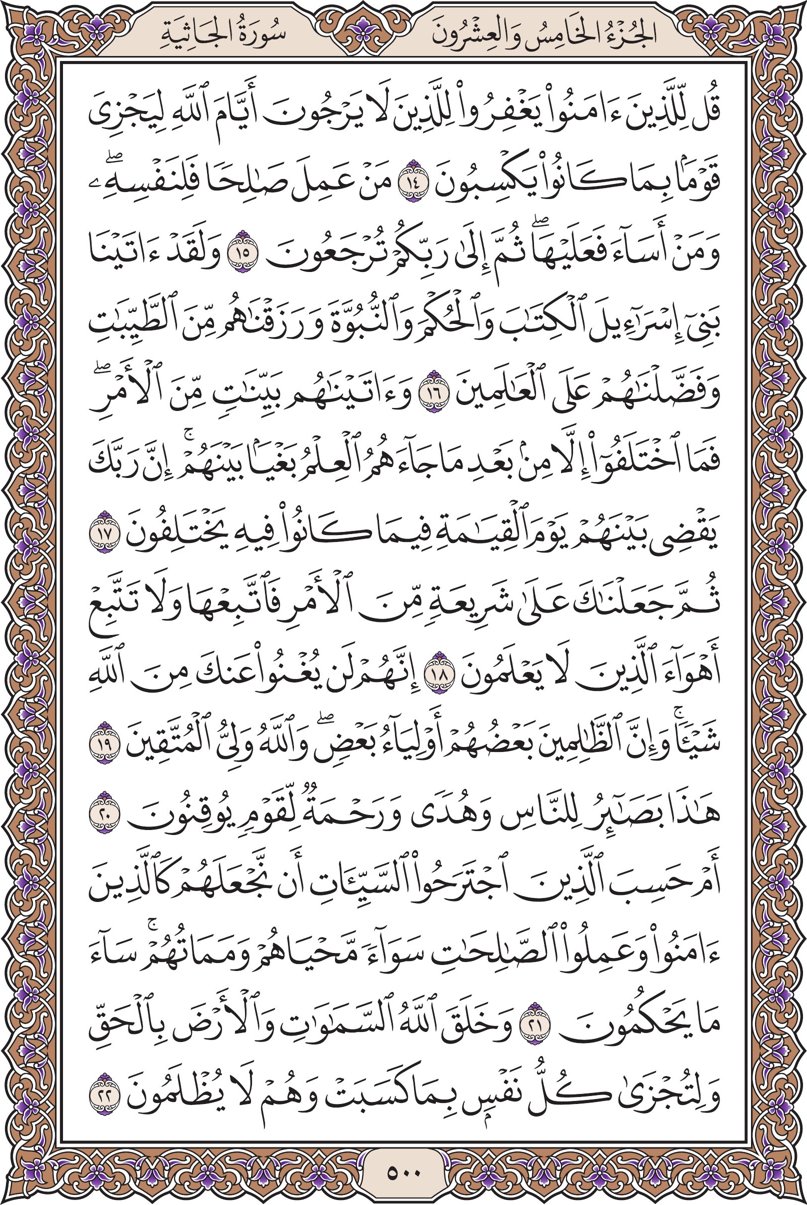 الجُزْءُ الخَامِسُ وَالعِشْرُونَ
سُورَةُ الجَاثِيَةِ
قُل لِّلَّذِينَ ءَامَنُوا۟ يَغْفِرُوا۟ لِلَّذِينَ لَا يَرْجُونَ أَيَّامَ ٱللَّهِ لِيَجْزِىَ
قَوْمَۢا بِمَا كَانُوا۟ يَكْسِبُونَ ١٤ مَنْ عَمِلَ صَـٰلِحًا فَلِنَفْسِهِۦۖ
وَمَنْ أَسَآءَ فَعَلَيْهَاۖ ثُمَّ إِلَىٰ رَبِّكُمْ تُرْجَعُونَ ١٥ وَلَقَدْ ءَاتَيْنَا
بَنِىٓ إِسْرَٰٓءِيلَ ٱلْكِتَـٰبَ وَٱلْحُكْمَ وَٱلنُّبُوَّةَ وَرَزَقْنَـٰهُم مِّنَ ٱلطَّيِّبَـٰتِ
وَفَضَّلْنَـٰهُمْ عَلَى ٱلْعَـٰلَمِينَ ١٦ وَءَاتَيْنَـٰهُم بَيِّنَـٰتٍ مِّنَ ٱلْأَمْرِۖ
فَمَا ٱخْتَلَفُوٓا۟ إِلَّا مِنۢ بَعْدِ مَا جَآءَهُمُ ٱلْعِلْمُ بَغْيَۢا بَيْنَهُمْۚ إِنَّ رَبَّكَ
يَقْضِى بَيْنَهُمْ يَوْمَ ٱلْقِيَـٰمَةِ فِيمَا كَانُوا۟ فِيهِ يَخْتَلِفُونَ ١٧
ثُمَّ جَعَلْنَـٰكَ عَلَىٰ شَرِيعَةٍ مِّنَ ٱلْأَمْرِ فَٱتَّبِعْهَا وَلَا تَتَّبِعْ
أَهْوَآءَ ٱلَّذِينَ لَا يَعْلَمُونَ ١٨ إِنَّهُمْ لَن يُغْنُوا۟ عَنكَ مِنَ ٱللَّهِ
شَيْـًٔاۚ وَإِنَّ ٱلظَّـٰلِمِينَ بَعْضُهُمْ أَوْلِيَآءُ بَعْضٍۖ وَٱللَّهُ وَلِىُّ ٱلْمُتَّقِينَ ١٩
هَـٰذَا بَصَـٰٓئِرُ لِلنَّاسِ وَهُدًى وَرَحْمَةٌ لِّقَوْمٍ يُوقِنُونَ ٢٠
أَمْ حَسِبَ ٱلَّذِينَ ٱجْتَرَحُوا۟ ٱلسَّيِّـَٔاتِ أَن نَّجْعَلَهُمْ كَٱلَّذِينَ
ءَامَنُوا۟ وَعَمِلُوا۟ ٱلصَّـٰلِحَـٰتِ سَوَآءً مَّحْيَاهُمْ وَمَمَاتُهُمْۚ سَآءَ
مَا يَحْكُمُونَ ٢١ وَخَلَقَ ٱللَّهُ ٱلسَّمَـٰوَٰتِ وَٱلْأَرْضَ بِٱلْحَقِّ
وَلِتُجْزَىٰ كُلُّ نَفْسٍۭ بِمَا كَسَبَتْ وَهُمْ لَا يُظْلَمُونَ ٢٢
٥٠٠